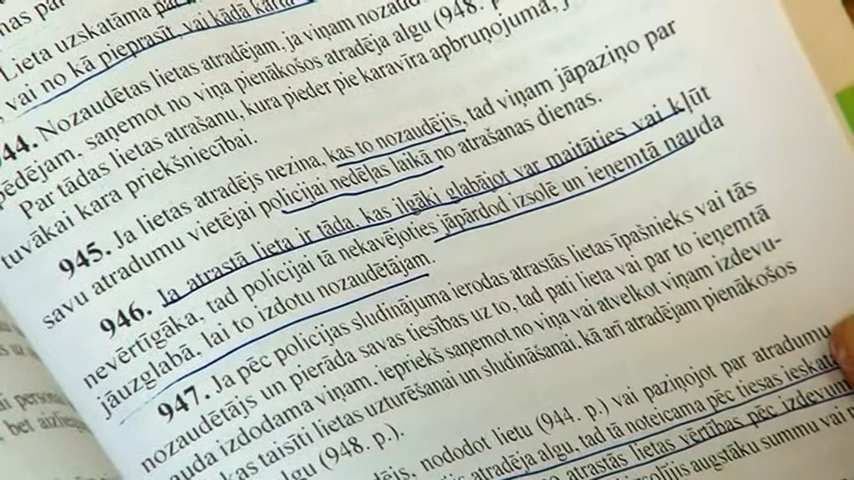 Lieta uzskatāma
vai no kā pieprasīt, vai kādā kārtā
Nozaudētas lietas atradējam, ja viņam
pēdējam, saņemot no viņa pienākošos atradēja algu (948. p
Par tādas lietas atrašanu, kura pieder pie karavīra apbruņojuma,
tuvākai kara priekšniecībai.
945. Ja lietas atradējs nezina, kas to nozaudējis, tad viņam jāpaziņo par
savu atradumu vietējai policijai nedēļas laikā no atrašanas dienas.
946. Ja atrastā lieta ir tāda, kas ilgāki glabājot var maitāties vai kļūt
nevērtīgāka, tad policijai tā nekavējoties jāpārdod izsolē un ieņemtā nauda
jāuzglabā, lai to izdotu nozaudētājam.
947. Ja pēc policijas sludinājuma ierodas atrastās lietas īpašnieks vai tās
nozaudētājs un pierāda savas tiesības uz to, tad pati lieta vai par to ieņemtā
nauda izdodama viņam, iepriekš saņemot no viņa vai atvelkot viņam izdevu-
kas taisīti lietas uzturēšanai un sludināšanai, kā arī atradējam pienākošos
algu (948. p.).
nododot lietu (944. p.) vai paziņojot par atradumu
atradēja algu, tad tā noteicama pēc tiesas
atrastās lietas vērtības pēc
augstāku summu vai
bet